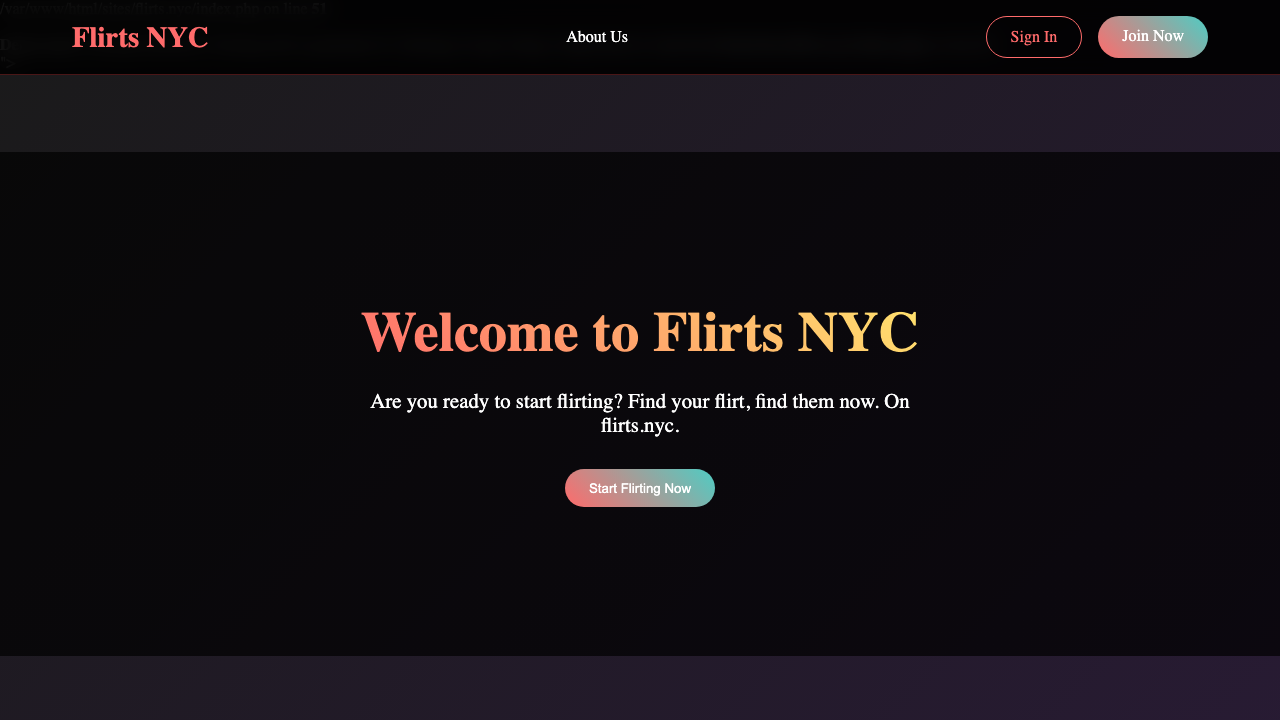 Flirts NYC
About Us
Sign In
Join Now
Welcome to Flirts NYC
Are you ready to start flirting? Find your flirt, find them now. On
flirts.nyc.
Start Flirting Now